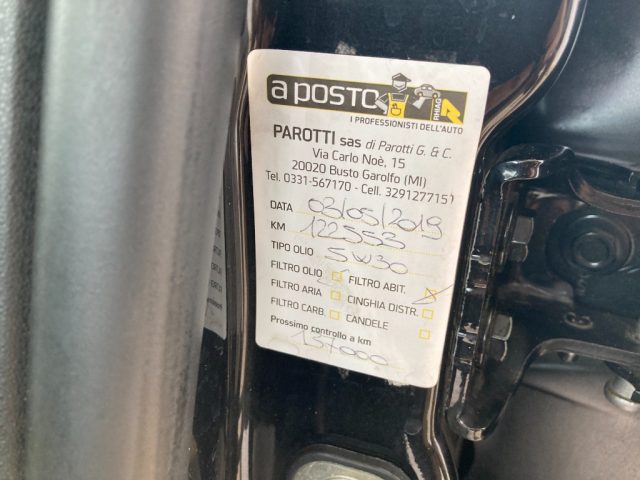 a POSTO
RHIAG
I PROFESSIONISTI DELL'AUTO
PAROTTI sas di Parotti G. & C.
Via Carlo Noè, 15
20020 Busto Garolfo (MI)
Tel. 0331-567170 - Cell. 3291277151
DATA 03/05/2019
KM 122553
TIPO OLIO 5W30
FILTRO OLIO FILTRO ABIT.
FILTRO ARIA CINGHIA DISTR.
FILTRO CARB. CANDELE
Prossimo controllo a km
137000